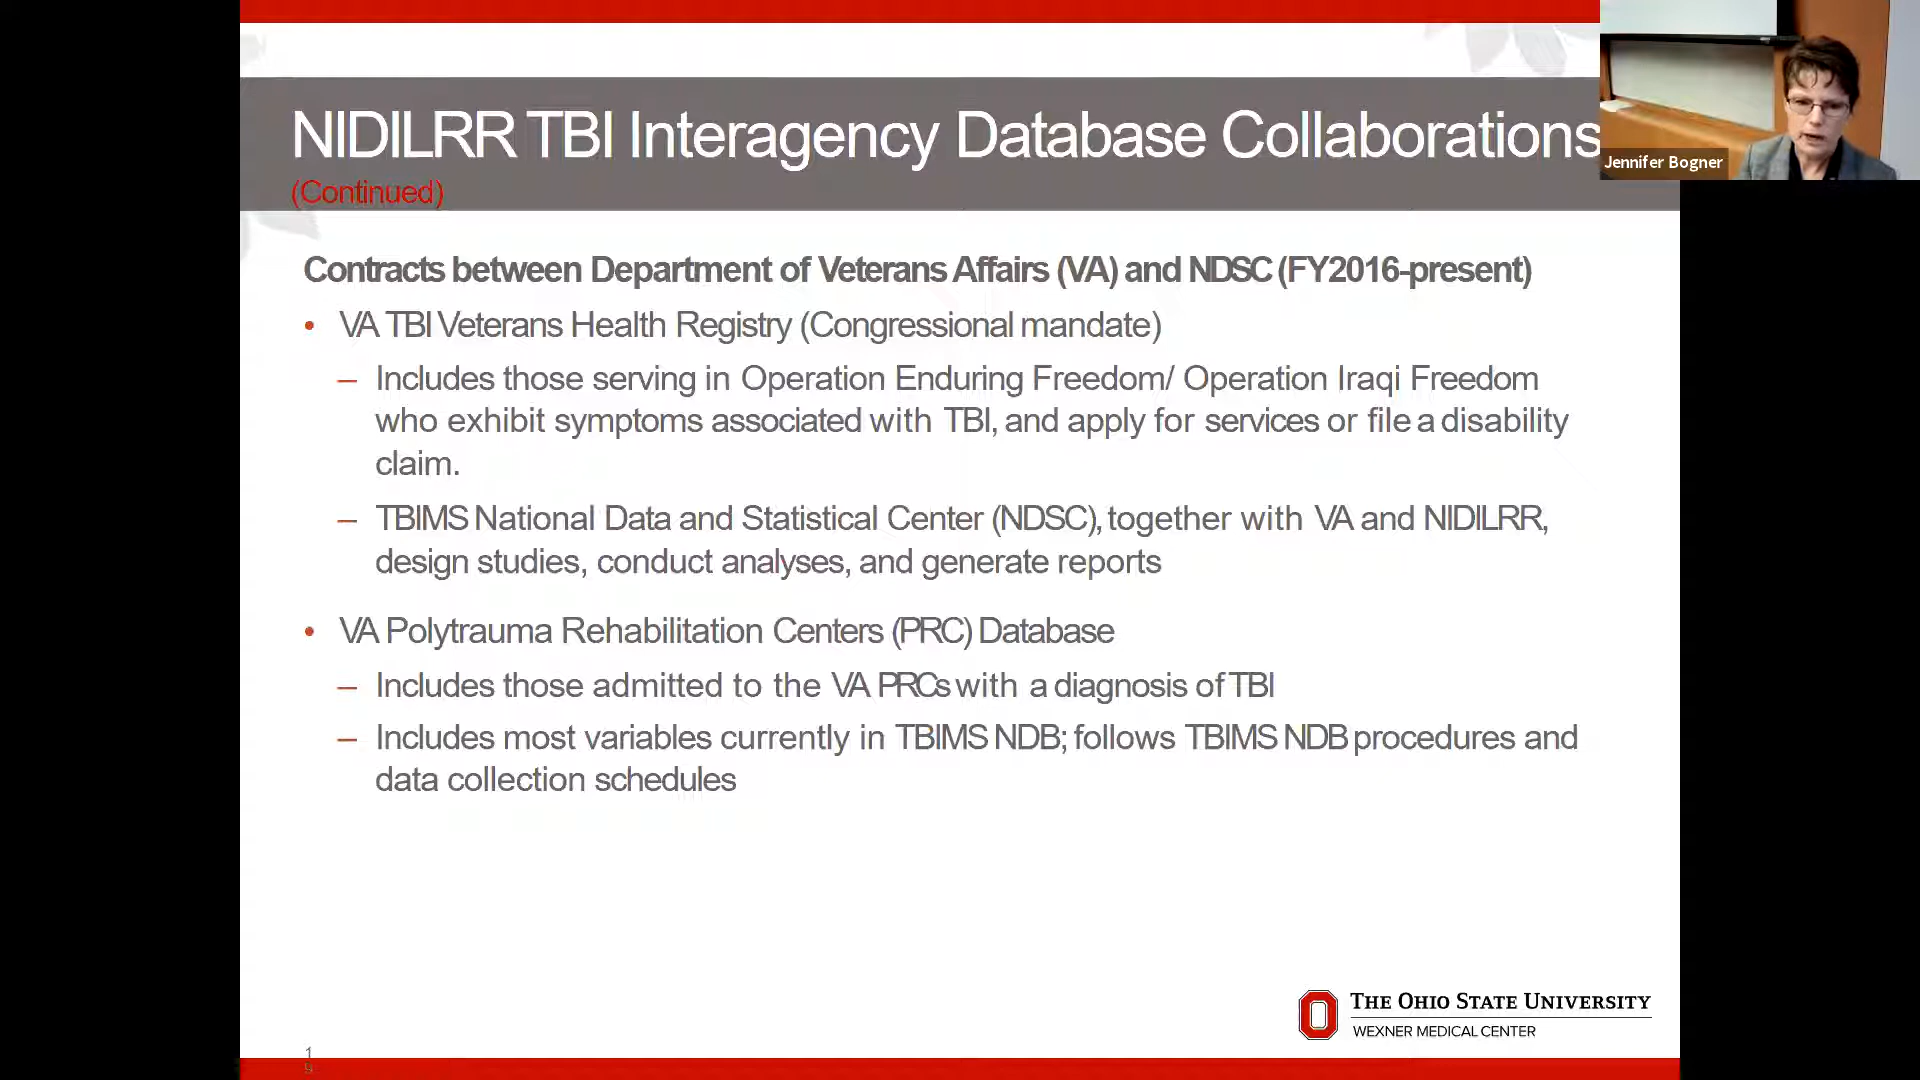 NIDILRR TBI Interagency Database Collaborations
(Continued)
Jennifer Bogner
Contracts between Department of Veterans Affairs (VA) and NDSC (FY2016-present)
• VA TBI Veterans Health Registry (Congressional mandate)
– Includes those serving in Operation Enduring Freedom/ Operation Iraqi Freedom
who exhibit symptoms associated with TBI, and apply for services or file a disability
claim.
– TBIMS National Data and Statistical Center (NDSC), together with VA and NIDILRR,
design studies, conduct analyses, and generate reports
• VA Polytrauma Rehabilitation Centers (PRC) Database
– Includes those admitted to the VA PRCs with a diagnosis of TBI
– Includes most variables currently in TBIMS NDB; follows TBIMS NDB procedures and
data collection schedules
THE OHIO STATE UNIVERSITY
WEXNER MEDICAL CENTER
1
9